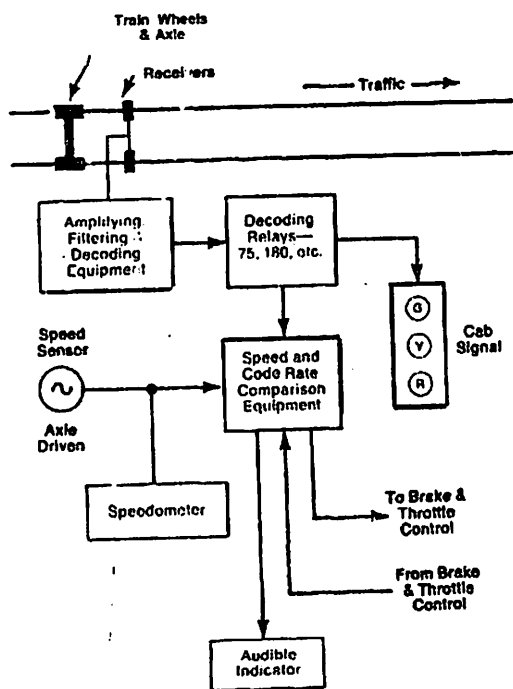 Train Wheels
& Axle
Receivers
Traffic
Amplifying
Filtering &
Decoding
Equipment
Decoding
Relays—
75, 180, etc.
G
Y
R
Cab
Signal
Speed
Sensor
Axle
Driven
Speed and
Code Rate
Comparison
Equipment
Speedometer
To Brake &
Throttle
Control
From Brake
& Throttle
Control
Audible
Indicator